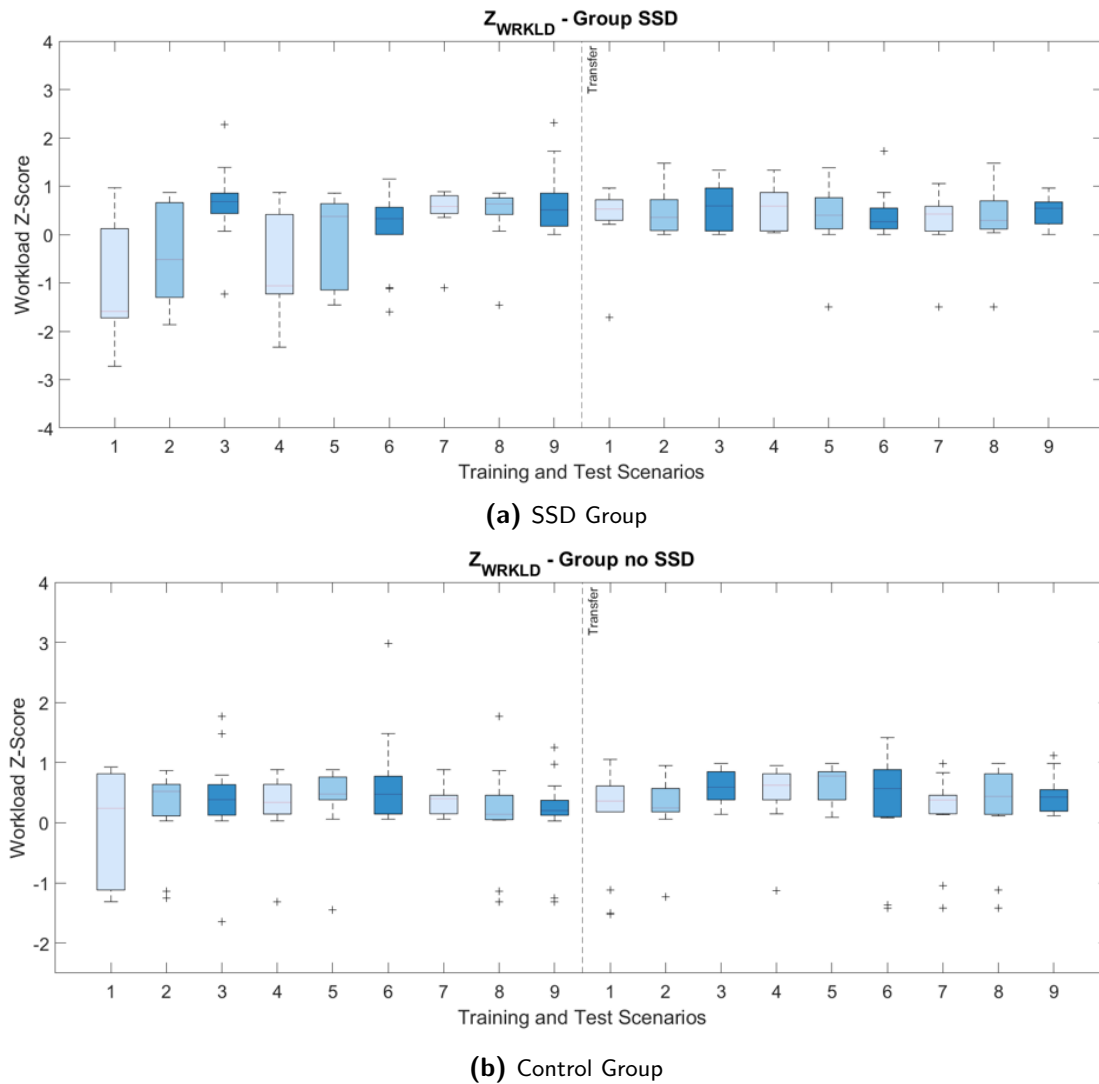 Z_WRKLD - Group SSD
4
3
2
1
0
-1
-2
-3
-4
Workload Z-Score
Transfer
1 2 3 4 5 6 7 8 9 1 2 3 4 5 6 7 8 9
Training and Test Scenarios
(a) SSD Group
Z_WRKLD - Group no SSD
4
3
2
1
0
-1
-2
Workload Z-Score
Transfer
1 2 3 4 5 6 7 8 9 1 2 3 4 5 6 7 8 9
Training and Test Scenarios
(b) Control Group